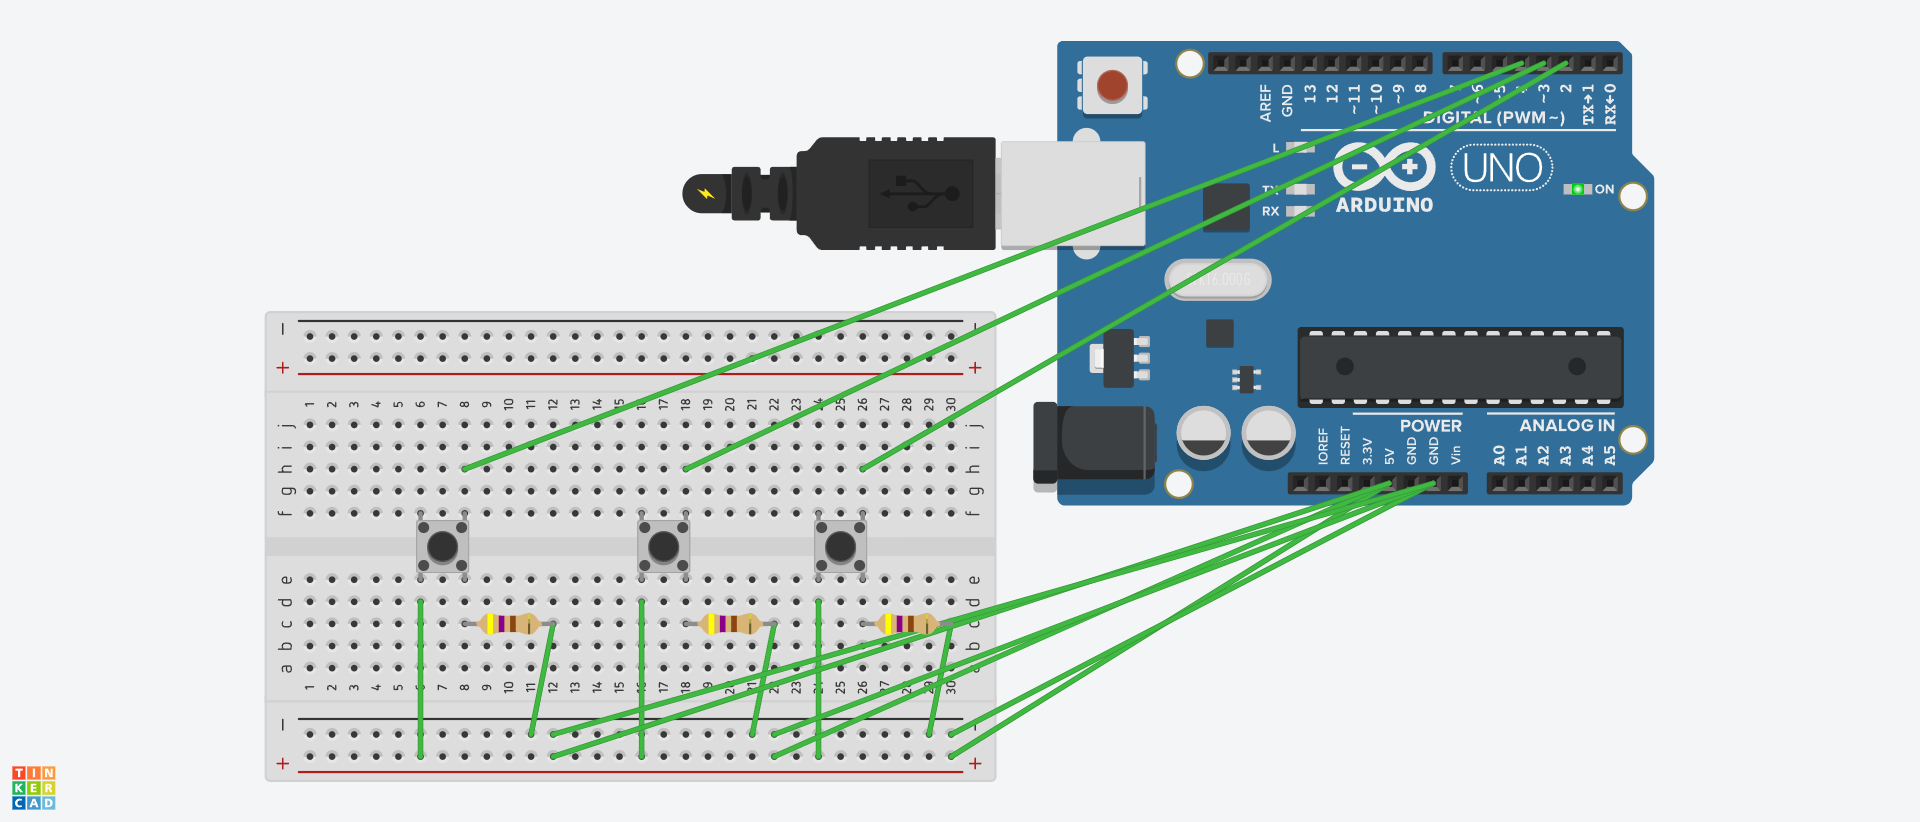 AREF GND 13 12 ~11 ~10 ~9 8 ~6 ~5 ~3 2 TX→1 RX←0
DIGITAL (PWM~)
L
TX
RX
UNO
ON
ARDUINO
16.000G
POWER
ANALOG IN
IOREF RESET 3.3V 5V GND GND Vin A0 A1 A2 A3 A4 A5
− −
+ +
1 2 3 4 5 6 7 8 9 10 11 12 13 14 15 16 17 18 19 20 21 22 23 24 25 26 27 28 29 30
j j
i i
h h
g g
f f
e e
d d
c c
b b
a a
1 2 3 4 5 6 7 8 9 10 11 12 13 14 15 16 17 18 19 20 21 22 23 24 25 26 27 28 29 30
− −
+ +
TIN
KER
CAD